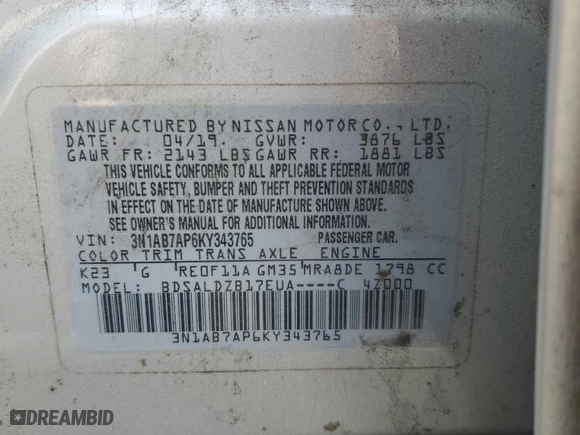 MANUFACTURED BY NISSAN MOTOR CO., LTD.
DATE: 04/19. GVWR: 3876 LBS
GAWR FR: 2143 LBS GAWR RR: 1881 LBS
THIS VEHICLE CONFORMS TO ALL APPLICABLE FEDERAL MOTOR
VEHICLE SAFETY, BUMPER AND THEFT PREVENTION STANDARDS
IN EFFECT ON THE DATE OF MANUFACTURE SHOWN ABOVE.
SEE OWNER'S MANUAL FOR ADDITIONAL INFORMATION.
VIN: 3N1AB7AP6KY343765 PASSENGER CAR.
COLOR TRIM TRANS AXLE ENGINE
K23 G RE0F11A GM35 MRA8DE 1798 CC
MODEL: BDSALDZB17EUA----C 4Z000
3N1AB7AP6KY343765
DREAMBID